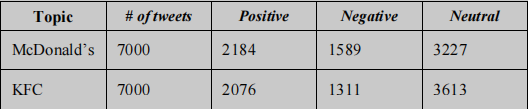 Topic # of tweets Positive Negative Neutral
McDonald's 7000 2184 1589 3227
KFC 7000 2076 1311 3613